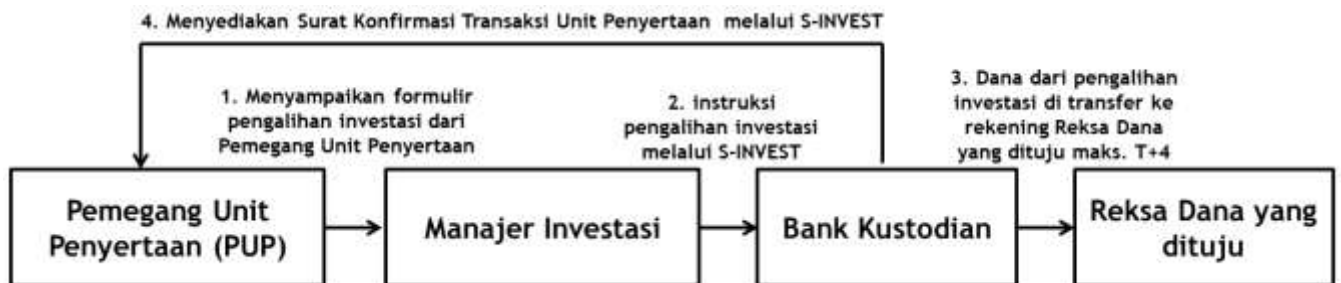 4. Menyediakan Surat Konfirmasi Transaksi Unit Penyertaan melalui S-INVEST
1. Menyampaikan formulir
pengalihan investasi dari
Pemegang Unit Penyertaan
2. instruksi
pengalihan investasi
melalui S-INVEST
3. Dana dari pengalihan
investasi di transfer ke
rekening Reksa Dana
yang dituju maks. T+4
Pemegang Unit
Penyertaan (PUP)
Manajer Investasi
Bank Kustodian
Reksa Dana yang
dituju